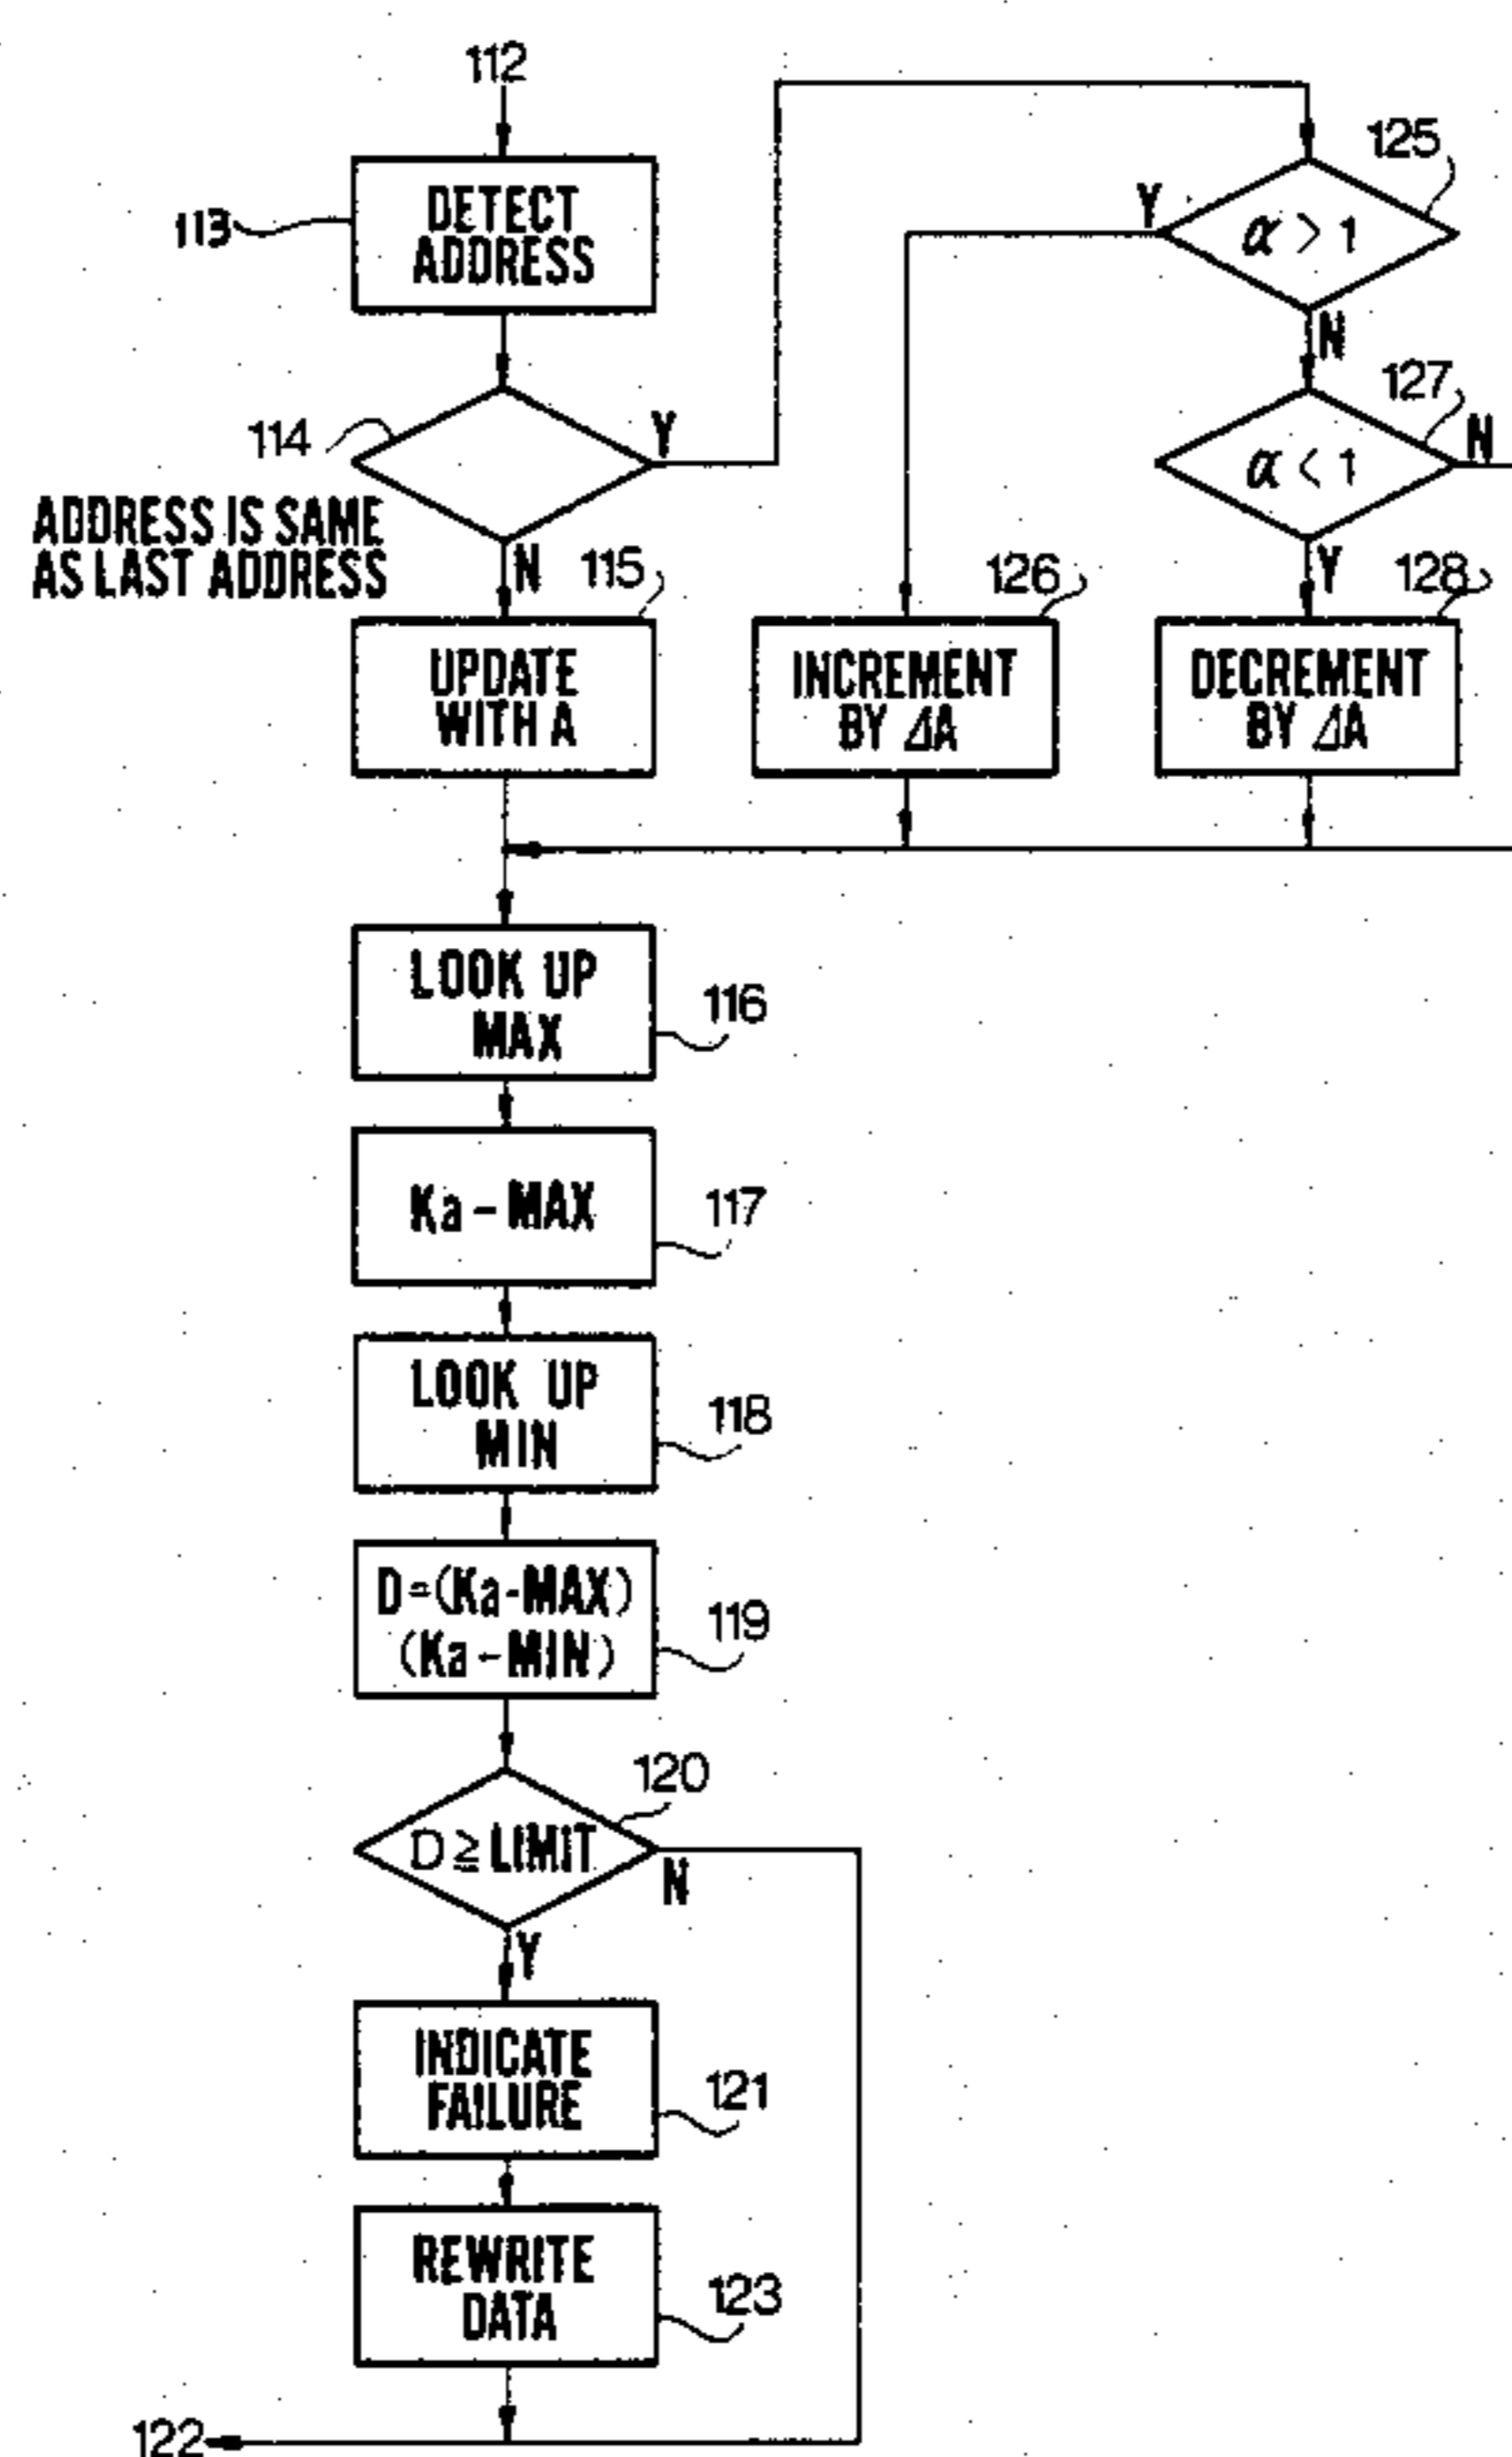 112
113
DETECT
ADDRESS
114
Y
ADDRESS IS SAME
AS LAST ADDRESS
N
115
UPDATE
WITH A
125
Y
α > 1
N
127
α < 1
N
Y
126
INCREMENT
BY ΔA
128
DECREMENT
BY ΔA
LOOK UP
MAX
116
Ka - MAX
117
LOOK UP
MIN
118
D=(Ka-MAX)
(Ka-MIN)
119
120
D ≧ LIMIT
N
Y
INDICATE
FAILURE
121
REWRITE
DATA
123
122